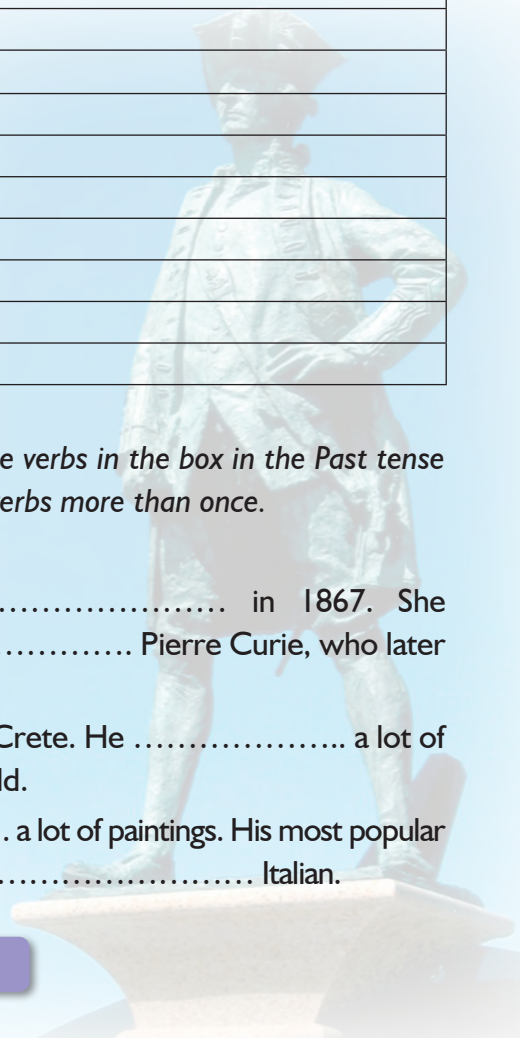 e verbs in the box in the Past tense
erbs more than once.
…………………… in 1867. She
…………. Pierre Curie, who later
Crete. He ……………….. a lot of
ld.
. a lot of paintings. His most popular
……………………… Italian.